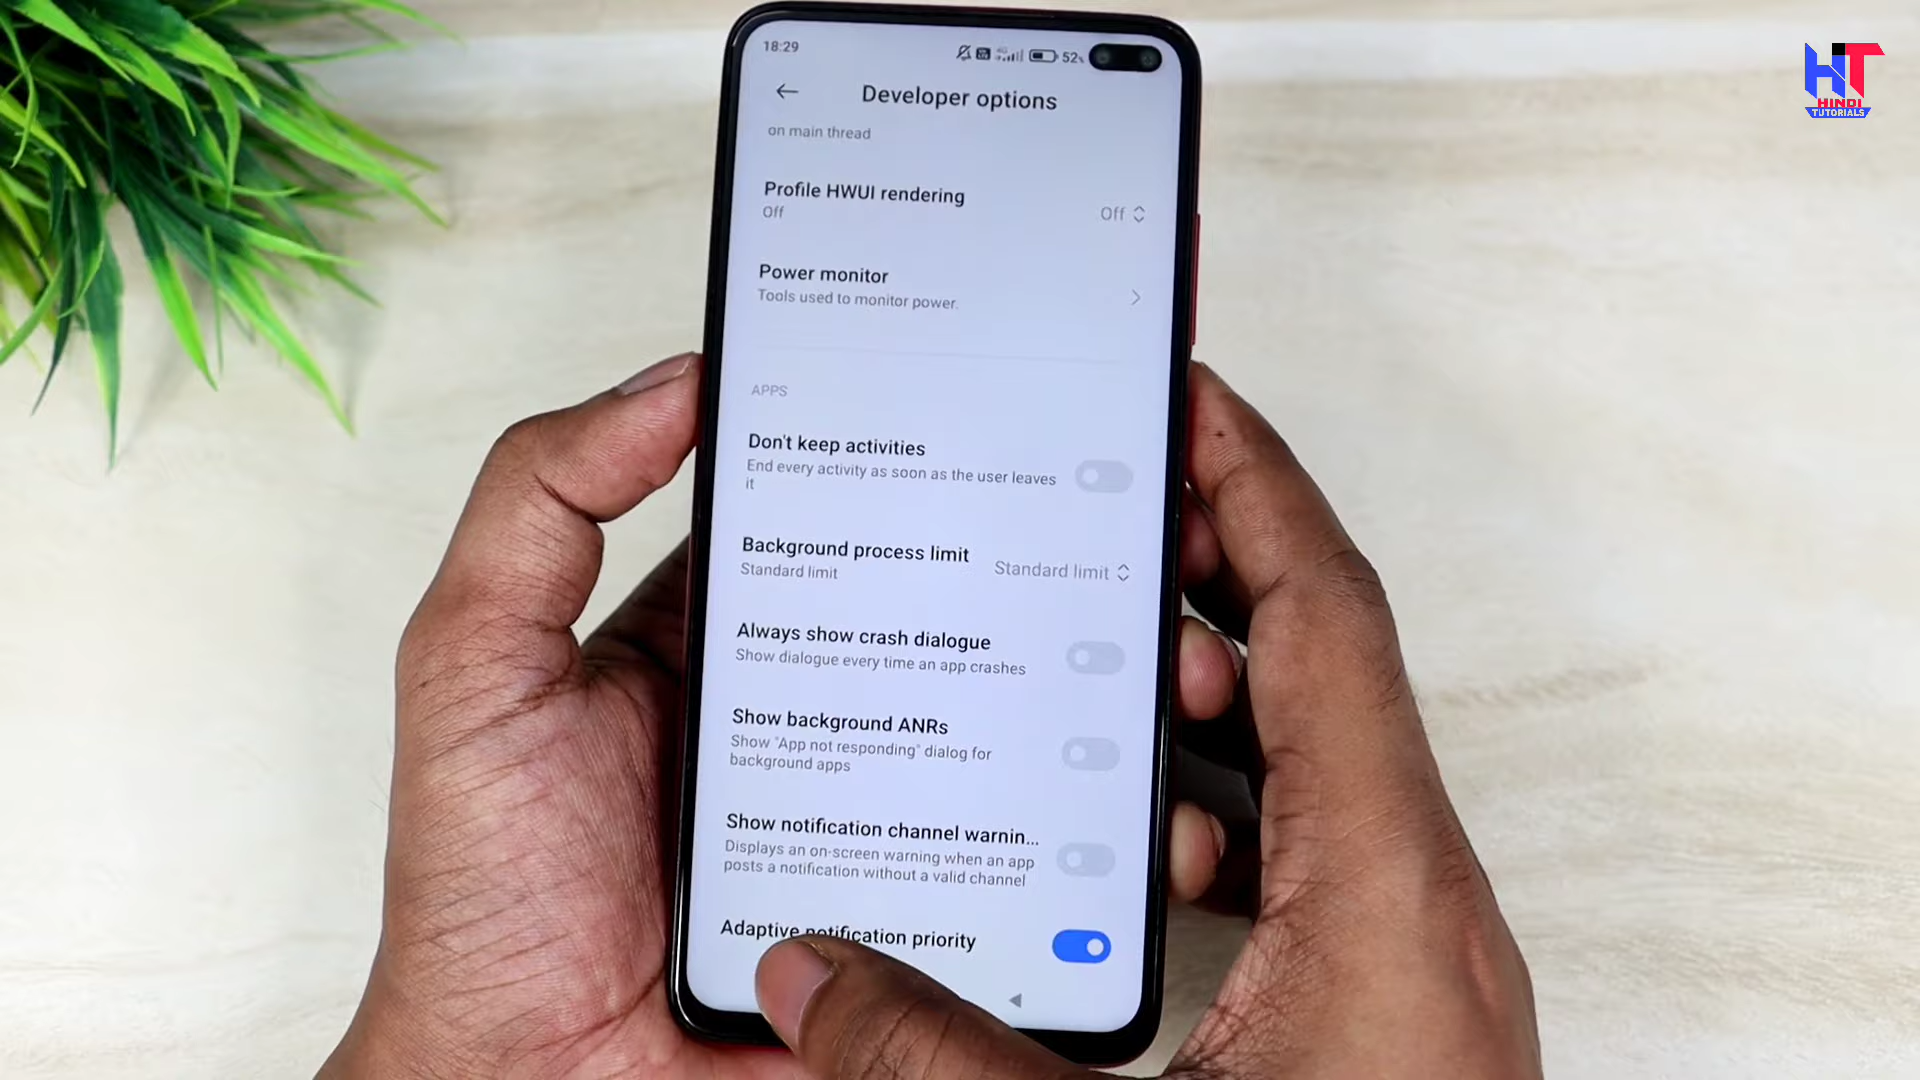 18:29
52%
HT
HINDI
TUTORIALS
Developer options
on main thread
Profile HWUI rendering
Off
Off
Power monitor
Tools used to monitor power.
APPS
Don't keep activities
End every activity as soon as the user leaves
it
Background process limit
Standard limit
Standard limit
Always show crash dialogue
Show dialogue every time an app crashes
Show background ANRs
Show "App not responding" dialog for
background apps
Show notification channel warnin...
Displays an on-screen warning when an app
posts a notification without a valid channel
Adaptive notification priority